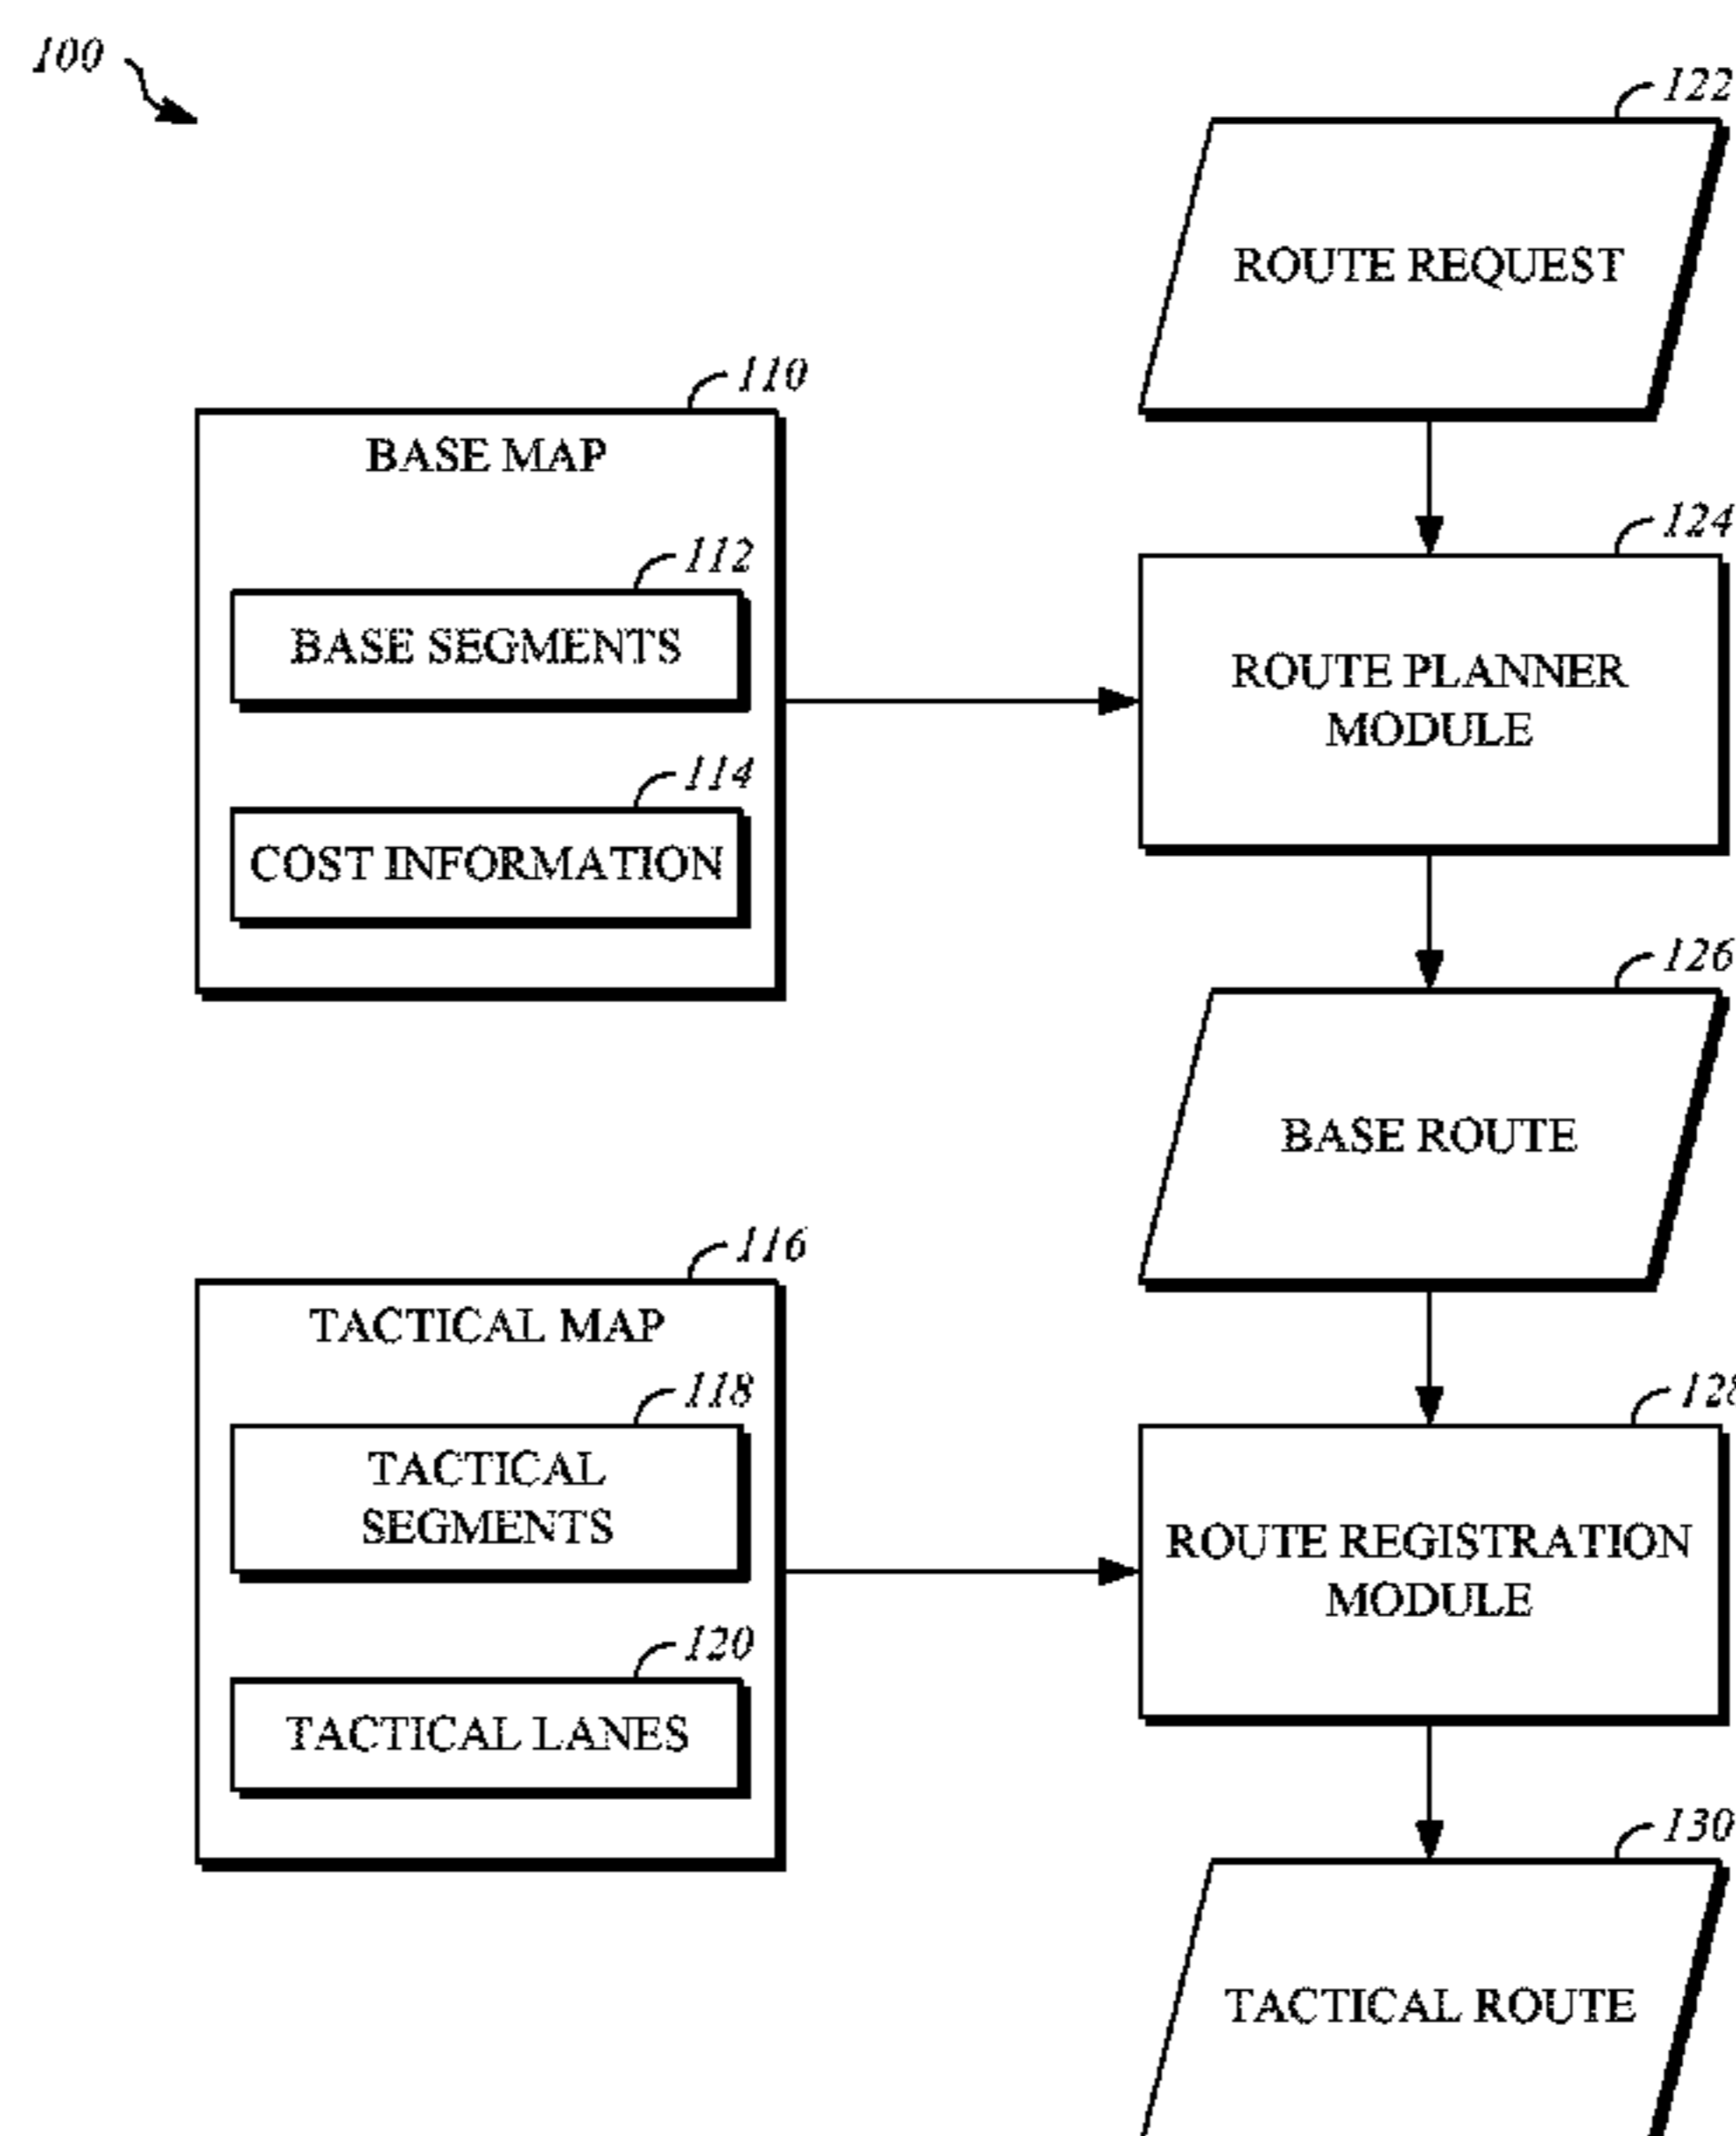 100
122
ROUTE REQUEST
110
BASE MAP
112
BASE SEGMENTS
114
COST INFORMATION
124
ROUTE PLANNER
MODULE
126
BASE ROUTE
116
TACTICAL MAP
118
TACTICAL
SEGMENTS
120
TACTICAL LANES
128
ROUTE REGISTRATION
MODULE
130
TACTICAL ROUTE